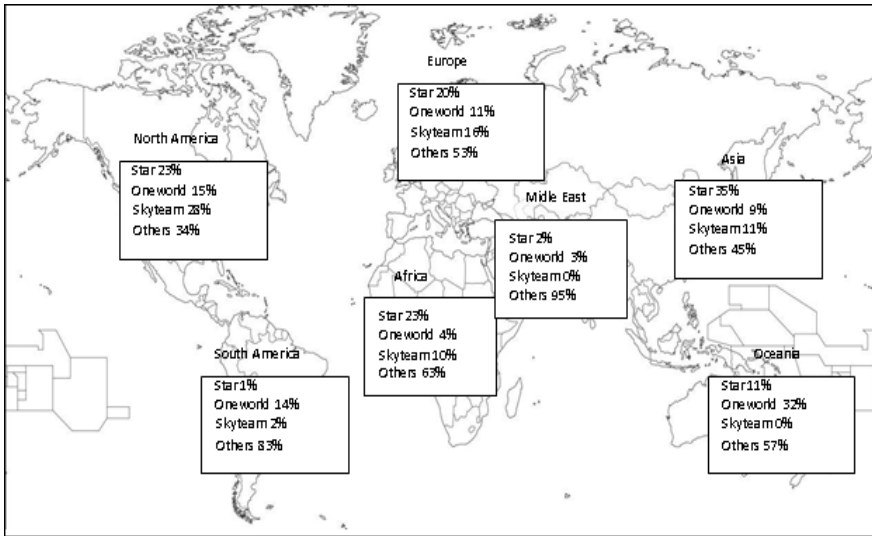 Europe
Star 20%
Oneworld 11%
Skyteam 16%
Others 53%
North America
Star 23%
Oneworld 15%
Skyteam 28%
Others 34%
Asia
Star 35%
Oneworld 9%
Skyteam 11%
Others 45%
Middle East
Star 2%
Oneworld 3%
Skyteam 0%
Others 95%
Africa
Star 23%
Oneworld 4%
Skyteam 10%
Others 63%
South America
Star 1%
Oneworld 14%
Skyteam 2%
Others 83%
Oceania
Star 11%
Oneworld 32%
Skyteam 0%
Others 57%